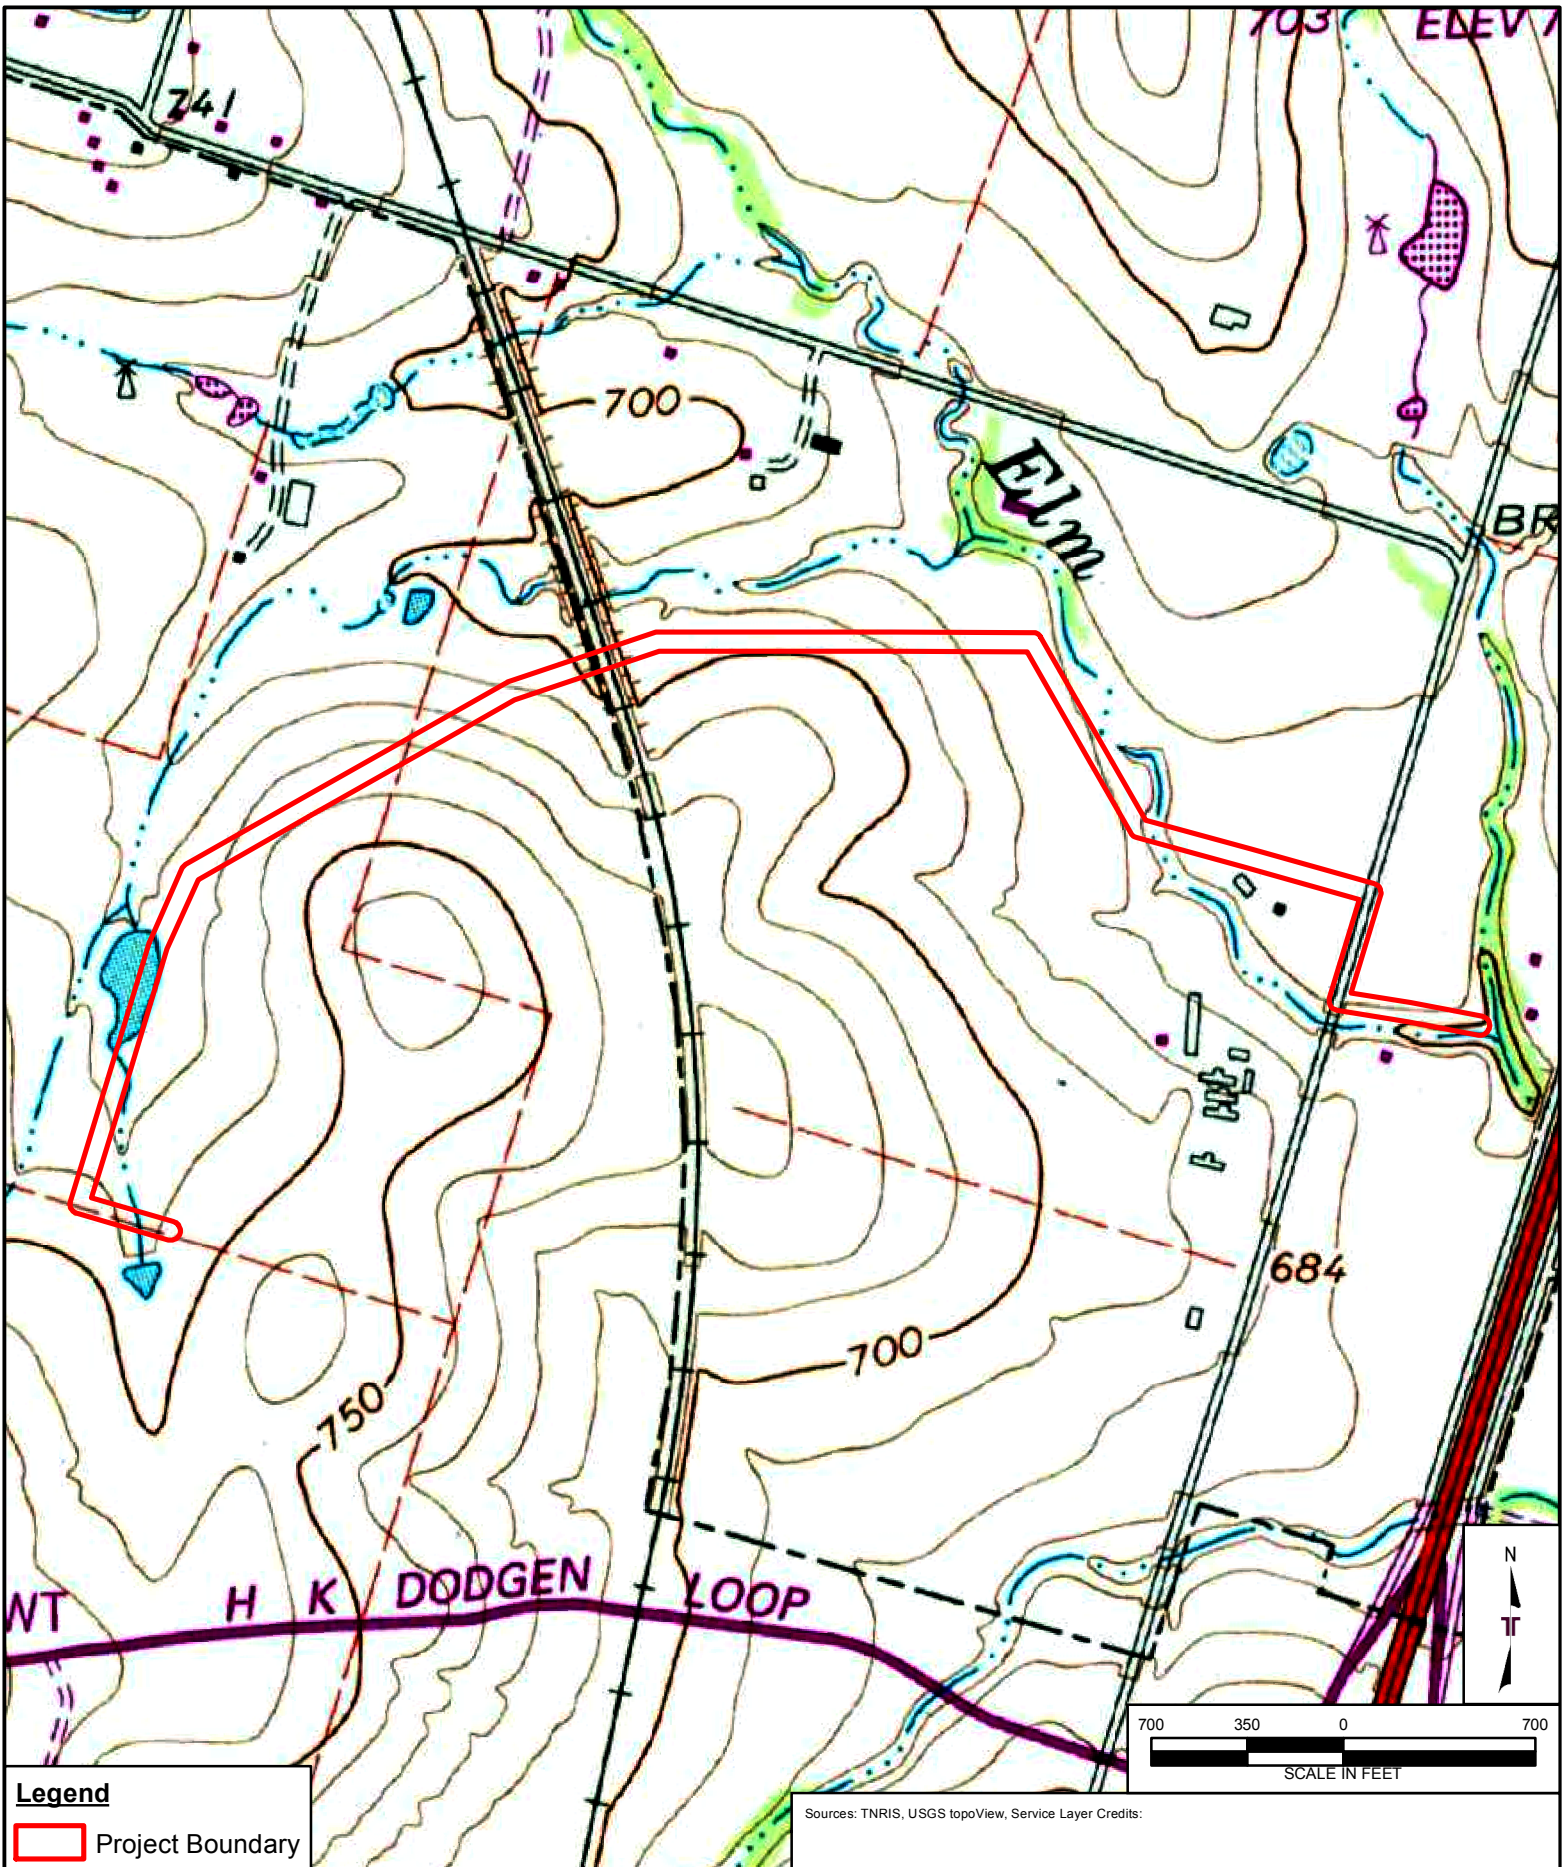 703 ELEV 7
741
700
Elm
BR
684
700
750
WT H K DODGEN LOOP
N
700 350 0 700
SCALE IN FEET
Legend
Project Boundary
Sources: TNRIS, USGS topoView, Service Layer Credits: